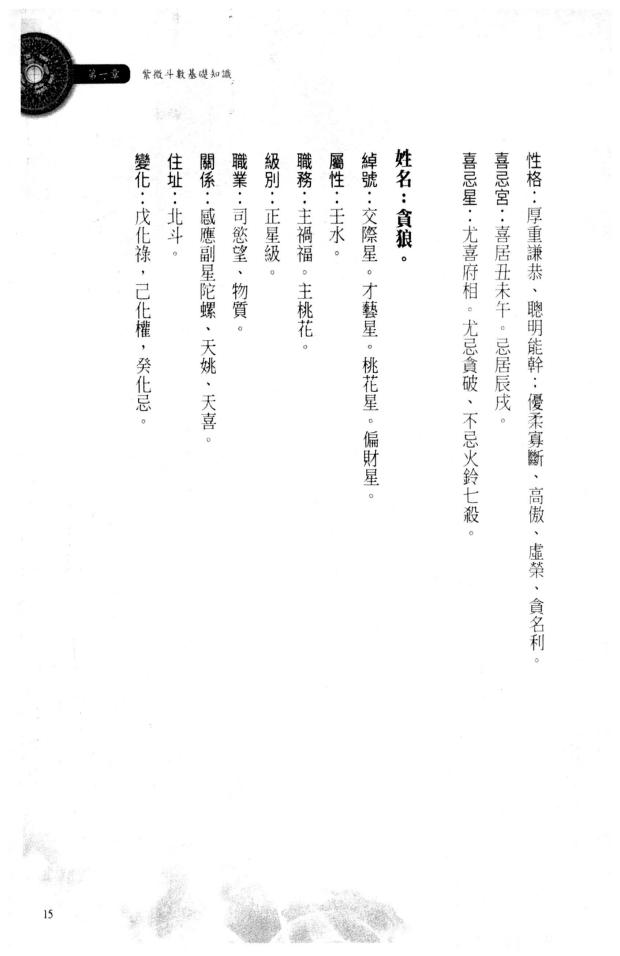 第一章　紫微斗數基礎知識
性格：厚重謙恭、聰明能幹；優柔寡斷、高傲、虛榮、貪名利。
喜忌宮：喜居丑未午。忌居辰戌。
喜忌星：尤喜府相。尤忌貪破、不忌火鈴七殺。
姓名：貪狼。
綽號：交際星。才藝星。桃花星。偏財星。
屬性：壬水。
職務：主禍福。主桃花。
級別：正星級。
職業：司慾望、物質。
關係：感應副星陀螺、天姚、天喜。
住址：北斗。
變化：戊化祿，己化權，癸化忌。
15